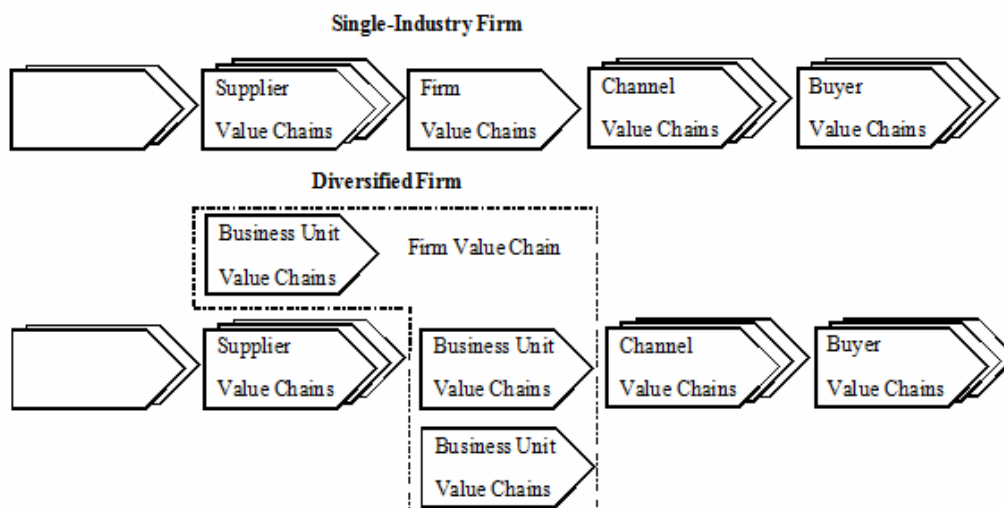 Single-Industry Firm
Supplier
Value Chains
Firm
Value Chains
Channel
Value Chains
Buyer
Value Chains
Diversified Firm
Business Unit
Value Chains
Firm Value Chain
Supplier
Value Chains
Business Unit
Value Chains
Channel
Value Chains
Buyer
Value Chains
Business Unit
Value Chains